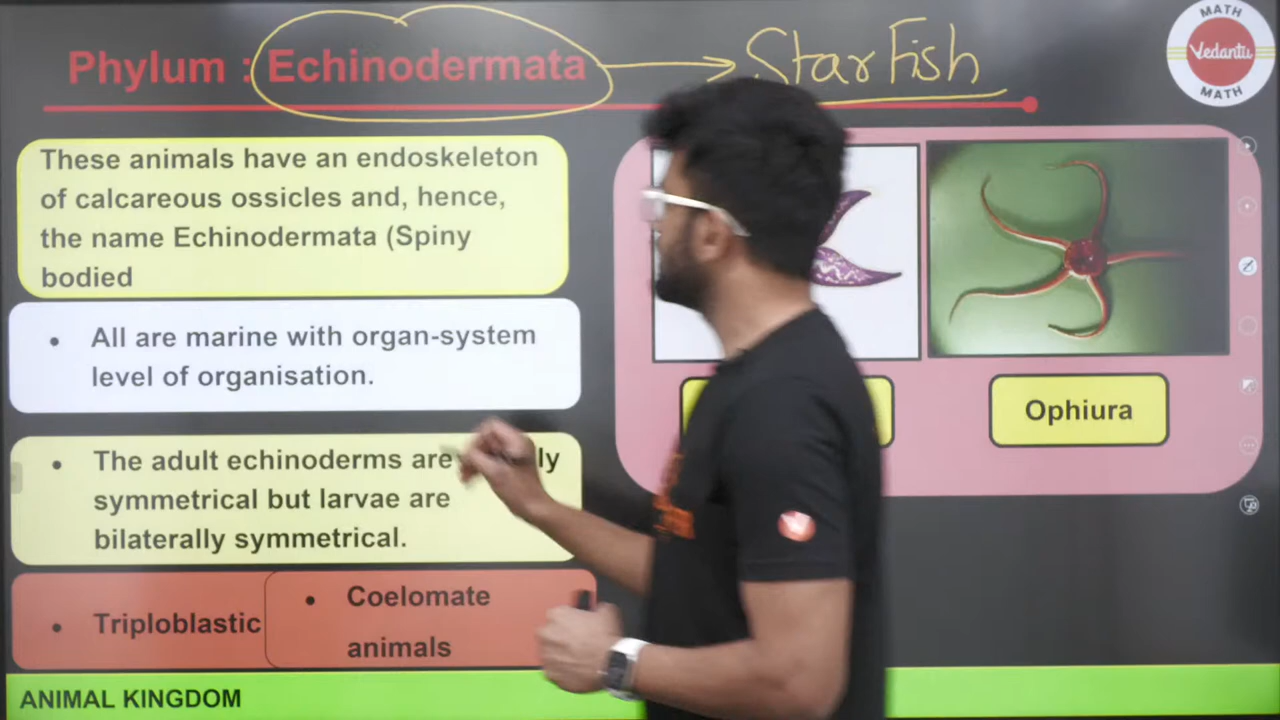 Phylum : Echinodermata
StarFish
MATH
Vedantu
MATH
These animals have an endoskeleton
of calcareous ossicles and, hence,
the name Echinodermata (Spiny
bodied
• All are marine with organ-system
level of organisation.
• The adult echinoderms are
symmetrical but larvae are
bilaterally symmetrical.
• Triploblastic
• Coelomate
animals
Ophiura
ANIMAL KINGDOM